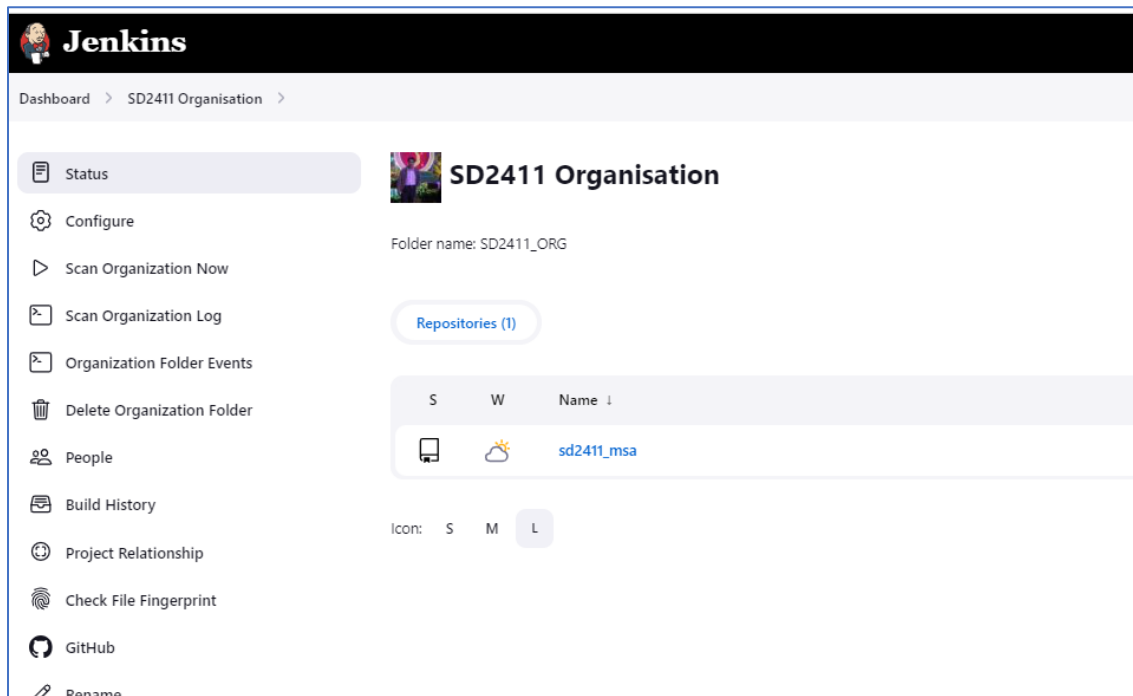 Jenkins
Dashboard > SD2411 Organisation >
Status
Configure
Scan Organization Now
Scan Organization Log
Organization Folder Events
Delete Organization Folder
People
Build History
Project Relationship
Check File Fingerprint
GitHub
Rename
SD2411 Organisation
Folder name: SD2411_ORG
Repositories (1)
S W Name ↓
sd2411_msa
Icon: S M L